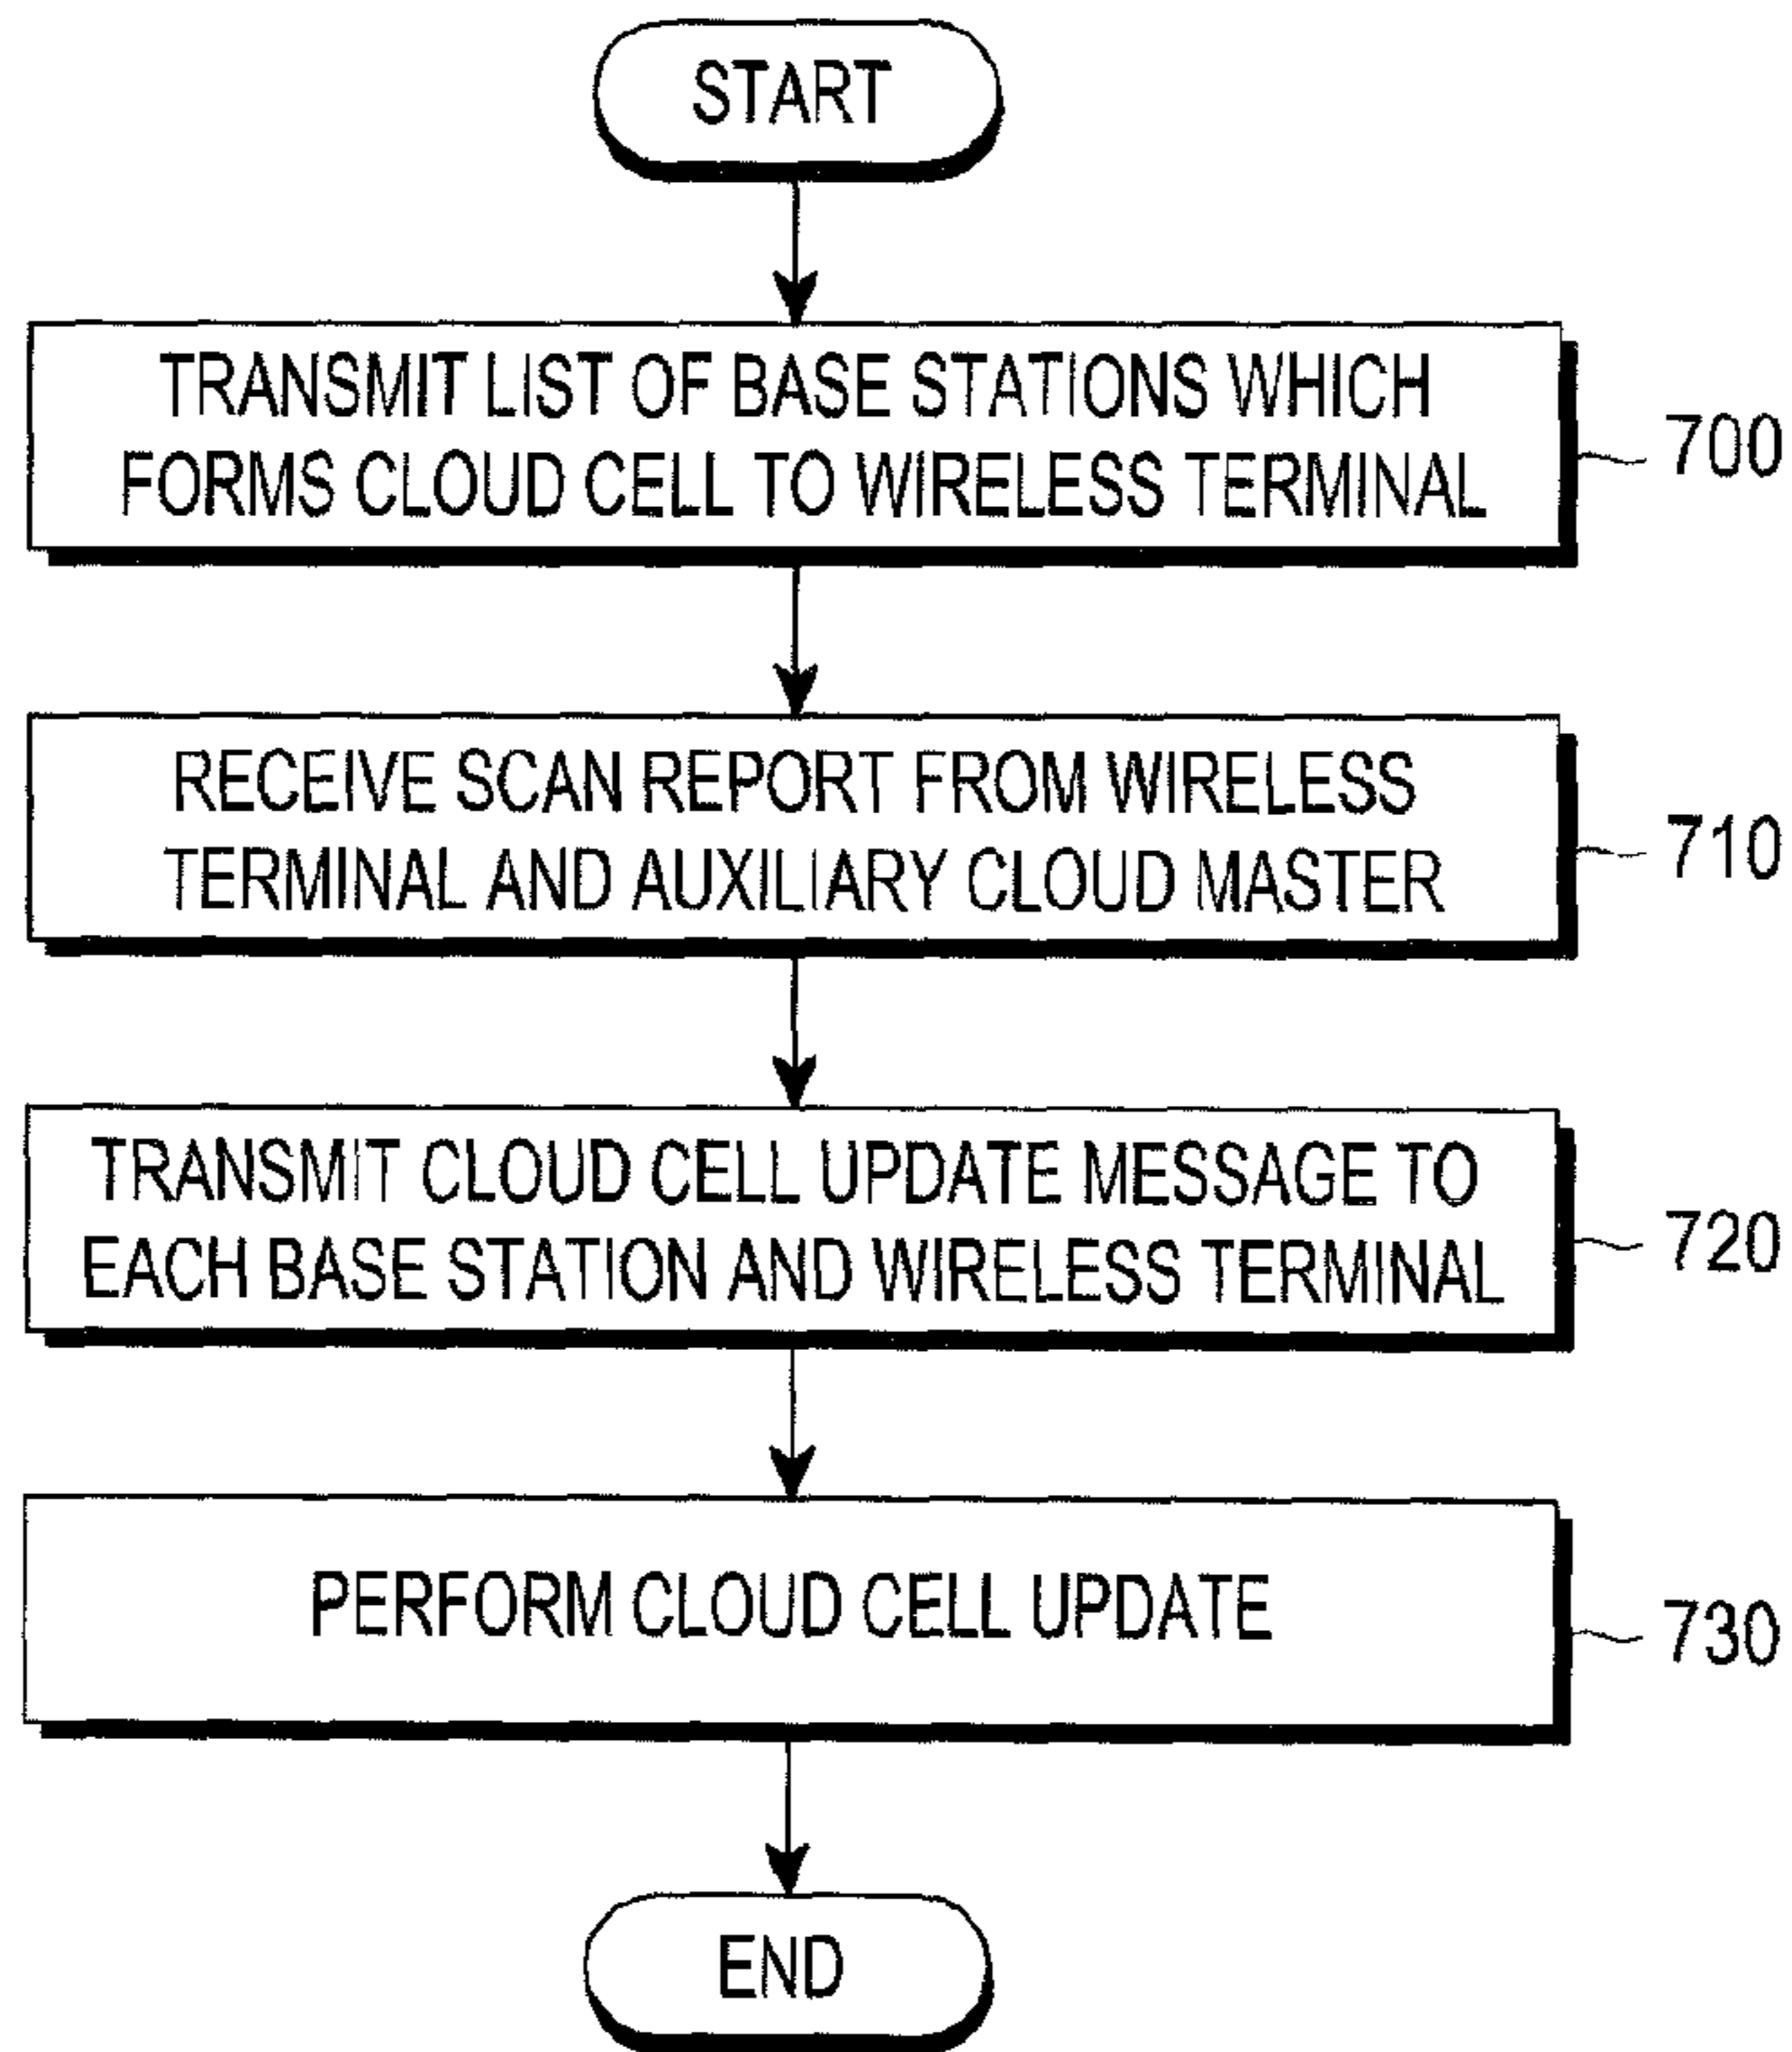 START
TRANSMIT LIST OF BASE STATIONS WHICH
FORMS CLOUD CELL TO WIRELESS TERMINAL
700
RECEIVE SCAN REPORT FROM WIRELESS
TERMINAL AND AUXILIARY CLOUD MASTER
710
TRANSMIT CLOUD CELL UPDATE MESSAGE TO
EACH BASE STATION AND WIRELESS TERMINAL
720
PERFORM CLOUD CELL UPDATE
730
END